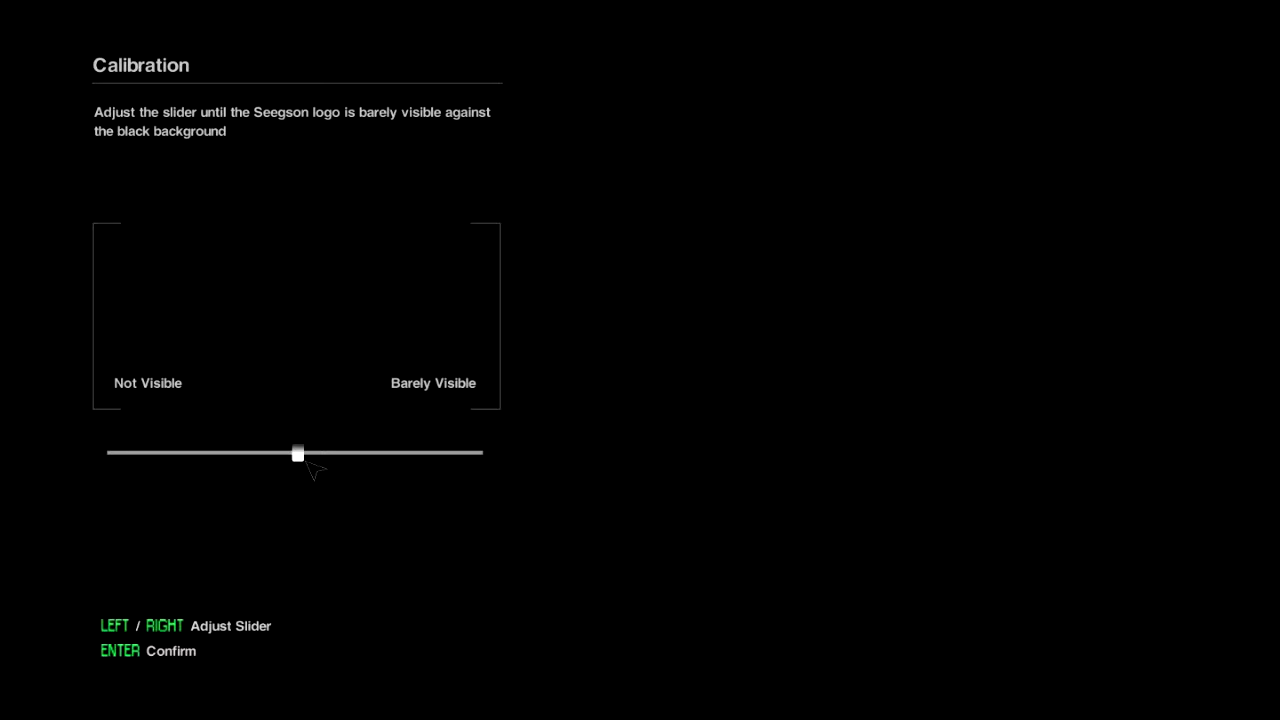 Calibration
Adjust the slider until the Seegson logo is barely visible against
the black background
Not Visible
Barely Visible
LEFT / RIGHT Adjust Slider
ENTER Confirm